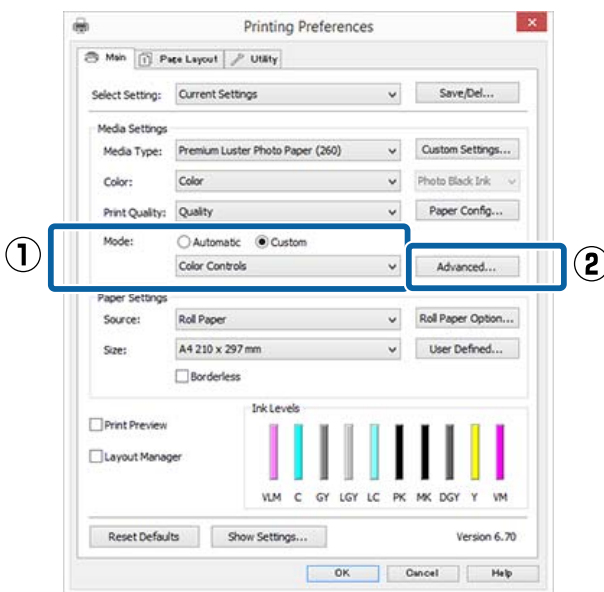 Printing Preferences
Main Page Layout Utility
Select Setting: Current Settings Save/Del...
Media Settings
Media Type: Premium Luster Photo Paper (260) Custom Settings...
Color: Color Photo Black Ink
Print Quality: Quality Paper Config...
① Mode: Automatic Custom
Color Controls Advanced... ②
Paper Settings
Source: Roll Paper Roll Paper Option...
Size: A4 210 x 297 mm User Defined...
Borderless
Ink Levels
Print Preview
Layout Manager
VLM C GY LGY LC PK MK DGY Y VM
Reset Defaults Show Settings... Version 6.70
OK Cancel Help